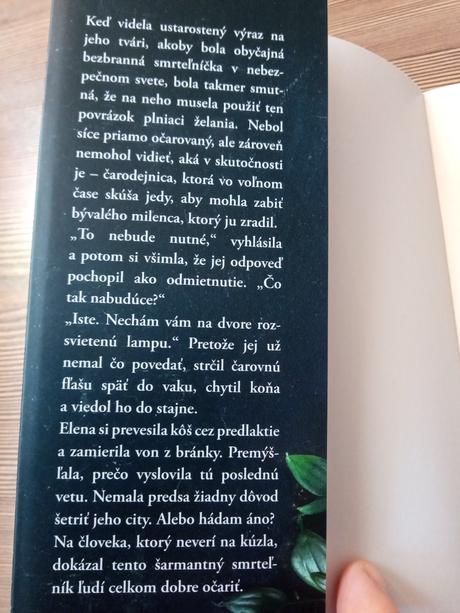 Keď videla ustarostený výraz na
jeho tvári, akoby bola obyčajná
bezbranná smrteľníčka v nebez-
pečnom svete, bola takmer smut-
ná, že na neho musela použiť ten
povrázok plniaci želania. Nebol
síce priamo očarovaný, ale zároveň
nemohol vidieť, aká v skutočnosti
je – čarodejnica, ktorá vo voľnom
čase skúša jedy, aby mohla zabiť
bývalého milenca, ktorý ju zradil.
„To nebude nutné,“ vyhlásila
a potom si všimla, že jej odpoveď
pochopil ako odmietnutie. „Čo
tak nabudúce?“
„Iste. Nechám vám na dvore roz-
svietenú lampu.“ Pretože jej už
nemal čo povedať, strčil čarovnú
fľašu späť do vaku, chytil koňa
a viedol ho do stajne.
Elena si prevesila kôš cez predlaktie
a zamierila von z bránky. Premýš-
ľala, prečo vyslovila tú poslednú
vetu. Nemala predsa žiadny dôvod
šetriť jeho city. Alebo hádam áno?
Na človeka, ktorý neverí na kúzla,
dokázal tento šarmantný smrteľ-
ník ľudí celkom dobre očariť.